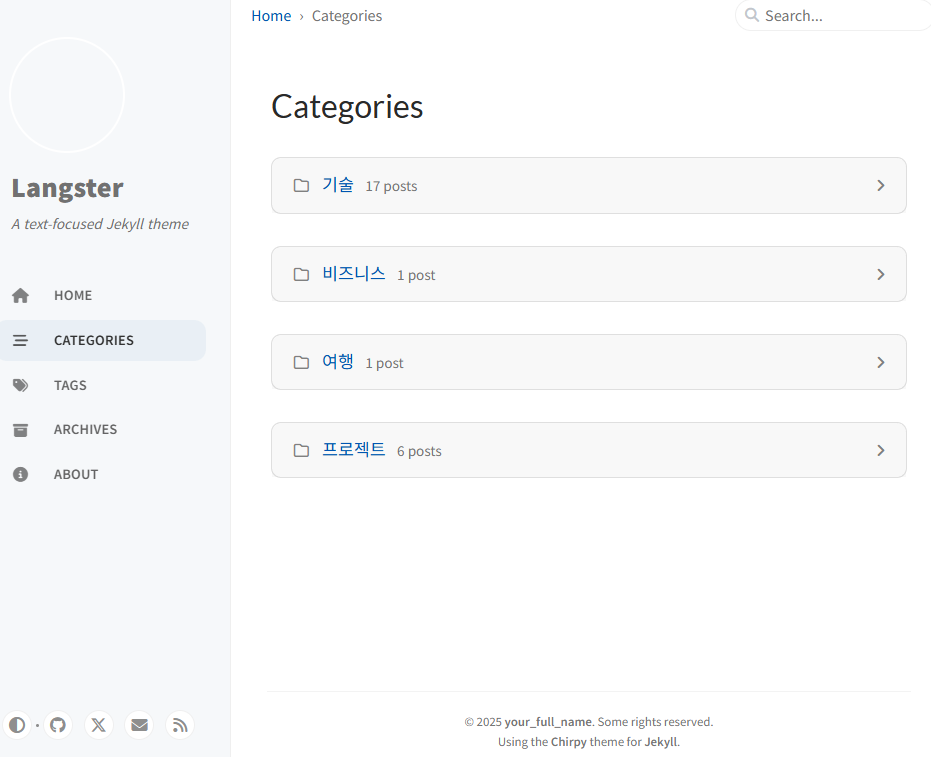 Langster
A text-focused Jekyll theme
HOME
CATEGORIES
TAGS
ARCHIVES
ABOUT
Home › Categories
Search...
Categories
기술 17 posts
비즈니스 1 post
여행 1 post
프로젝트 6 posts
© 2025 your_full_name. Some rights reserved.
Using the Chirpy theme for Jekyll.